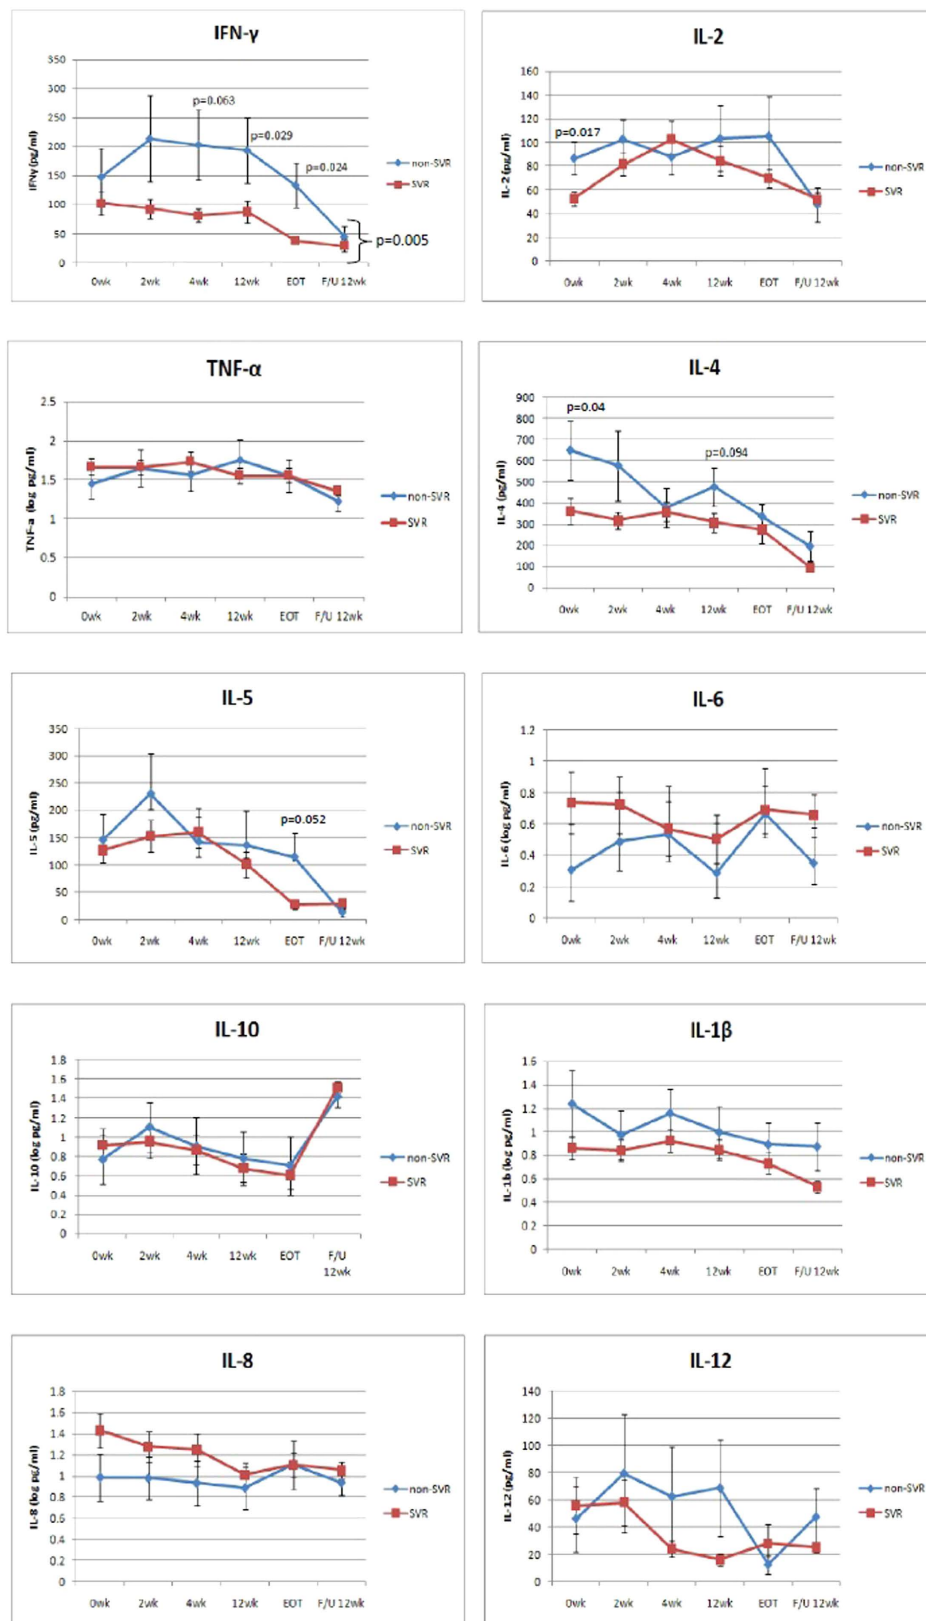 IFN-γ
350
300
250
200
150
100
50
0
IFNγ (pg/ml)
p=0.063
p=0.029
p=0.024
p=0.005
non-SVR
SVR
0wk 2wk 4wk 12wk EOT F/U 12wk
IL-2
160
140
120
100
80
60
40
20
0
IL-2 (pg/ml)
p=0.017
non-SVR
SVR
0wk 2wk 4wk 12wk EOT F/U 12wk
TNF-α
2.5
2
1.5
1
0.5
0
TNF-a (log pg/ml)
non-SVR
SVR
0wk 2wk 4wk 12wk EOT F/U 12wk
IL-4
900
800
700
600
500
400
300
200
100
0
IL-4 (pg/ml)
p=0.04
p=0.094
non-SVR
SVR
0wk 2wk 4wk 12wk EOT F/U 12wk
IL-5
350
300
250
200
150
100
50
0
IL-5 (pg/ml)
p=0.052
non-SVR
SVR
0wk 2wk 4wk 12wk EOT F/U 12wk
IL-6
1.2
1
0.8
0.6
0.4
0.2
0
IL-6 (log pg/ml)
non-SVR
SVR
0wk 2wk 4wk 12wk EOT F/U 12wk
IL-10
1.8
1.6
1.4
1.2
1
0.8
0.6
0.4
0.2
0
IL-10 (log pg/ml)
non-SVR
SVR
0wk 2wk 4wk 12wk EOT F/U
12wk
IL-1β
1.6
1.4
1.2
1
0.8
0.6
0.4
0.2
0
IL-1b (log pg/ml)
non-SVR
SVR
0wk 2wk 4wk 12wk EOT F/U 12wk
IL-8
1.8
1.6
1.4
1.2
1
0.8
0.6
0.4
0.2
0
IL-8 (log pg/ml)
non-SVR
SVR
0wk 2wk 4wk 12wk EOT F/U 12wk
IL-12
140
120
100
80
60
40
20
0
IL-12 (pg/ml)
non-SVR
SVR
0wk 2wk 4wk 12wk EOT F/U 12wk